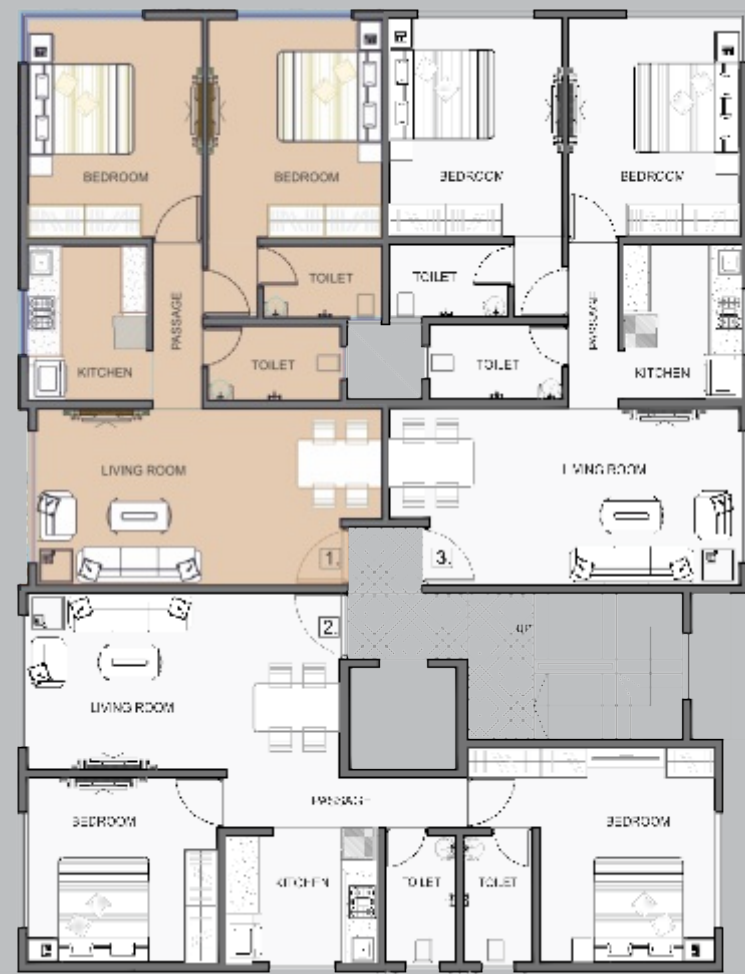 BEDROOM
BEDROOM
BEDROOM
BEDROOM
TOILET
TOILET
PASSAGE
PASSAGE
KITCHEN
TOILET
TOILET
KITCHEN
LIVING ROOM
LIVING ROOM
1.
3.
2.
UP
LIVING ROOM
PASSAGE
BEDROOM
BEDROOM
KITCHEN
TOILET
TOILET